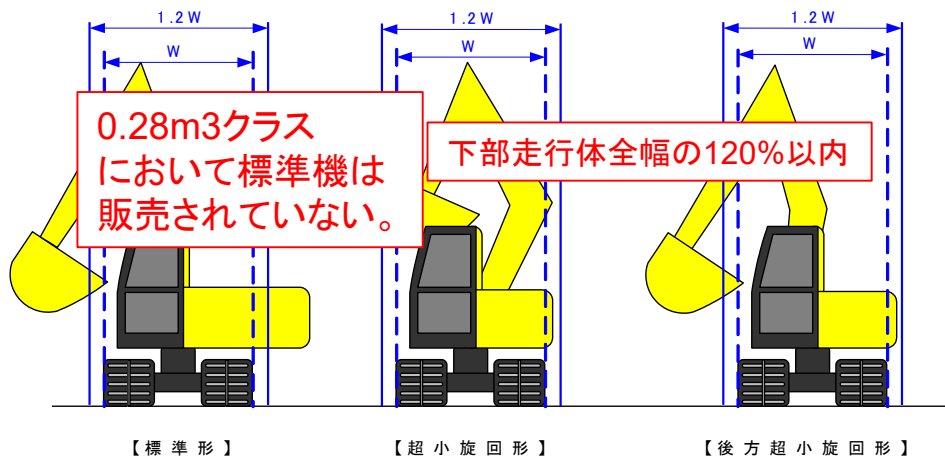 1.2W
1.2W
1.2W
W
W
W
0.28m3クラス
において標準機は
販売されていない。
下部走行体全幅の120%以内
【標準形】
【超小旋回形】
【後方超小旋回形】